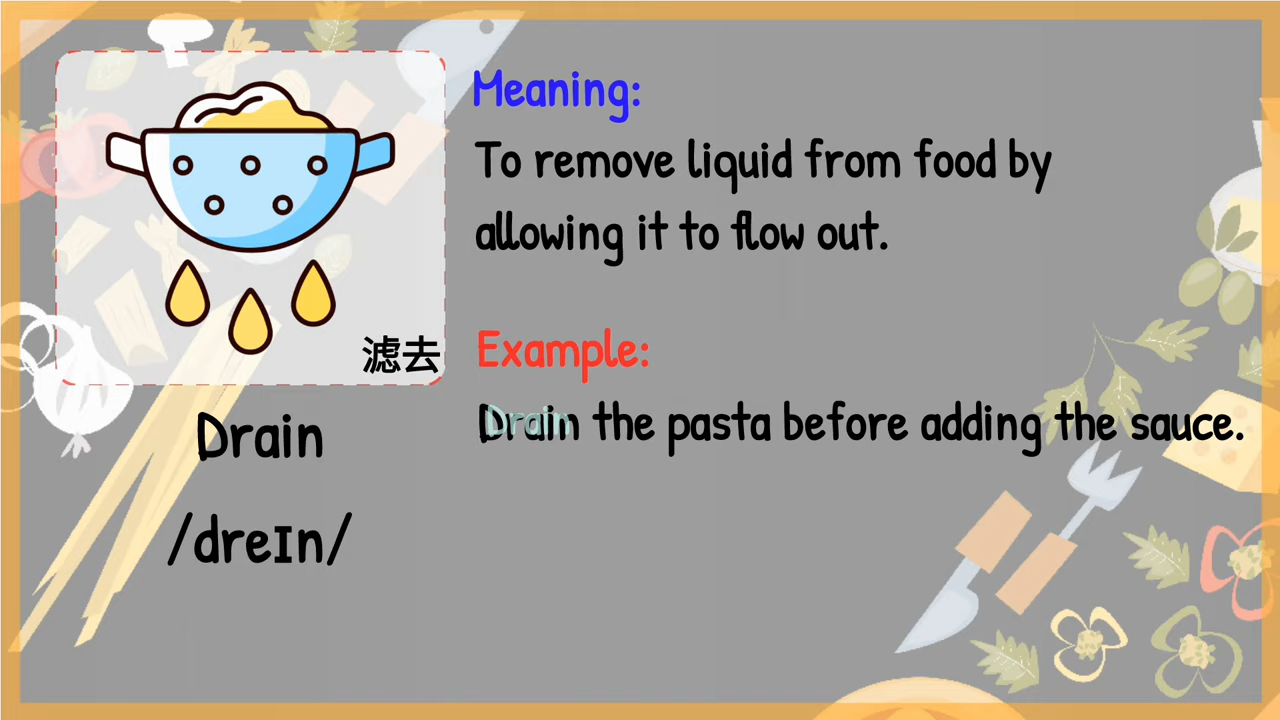 滤去
Drain
/dreɪn/
Meaning:
To remove liquid from food by
allowing it to flow out.
Example:
Drain the pasta before adding the sauce.